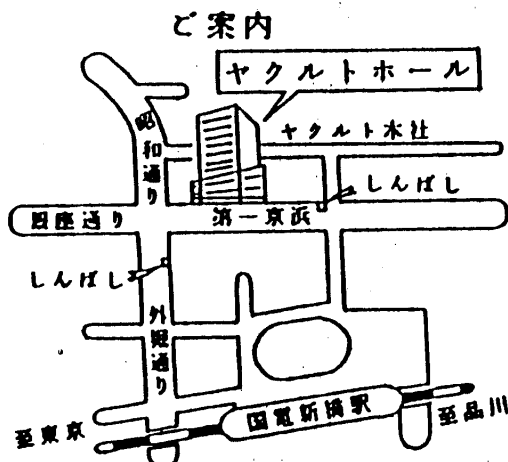 ご案内
ヤクルトホール
昭和通り
ヤクルト本社
しんばし
銀座通り
第一京浜
しんばし
外堀通り
国電新橋駅
至東京
至品川